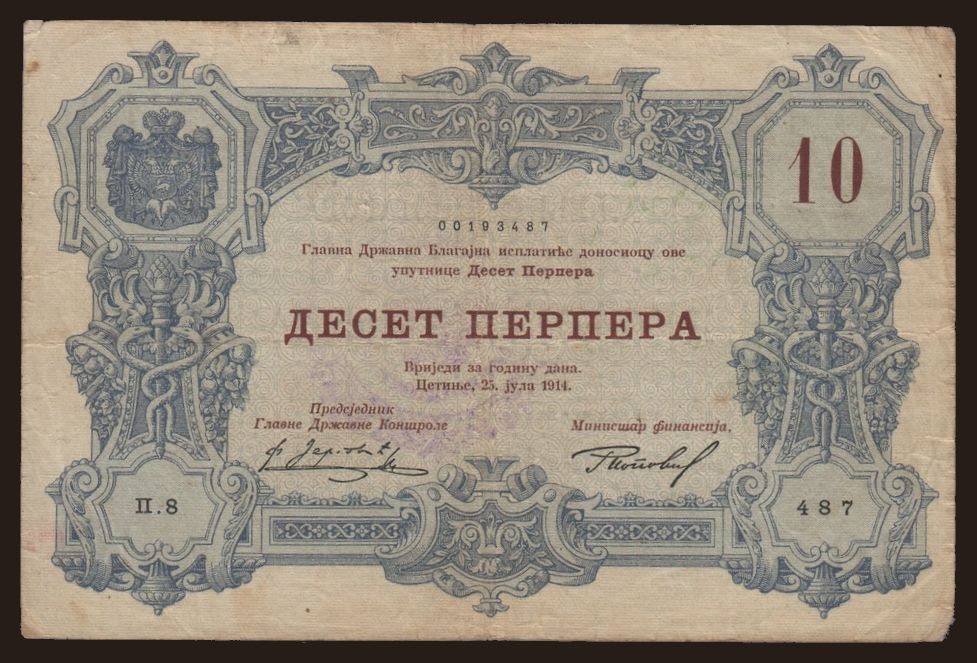 10
00193487
Главна Државна Благајна исплатиће доносиоцу ове
упутнице Десет Перпера
ДЕСЕТ ПЕРПЕРА
Вриједи за годину дана.
Цетиње, 25. јула 1914.
Предсједник
Главне Државне Контроле
Министар финансија,
П.8
487